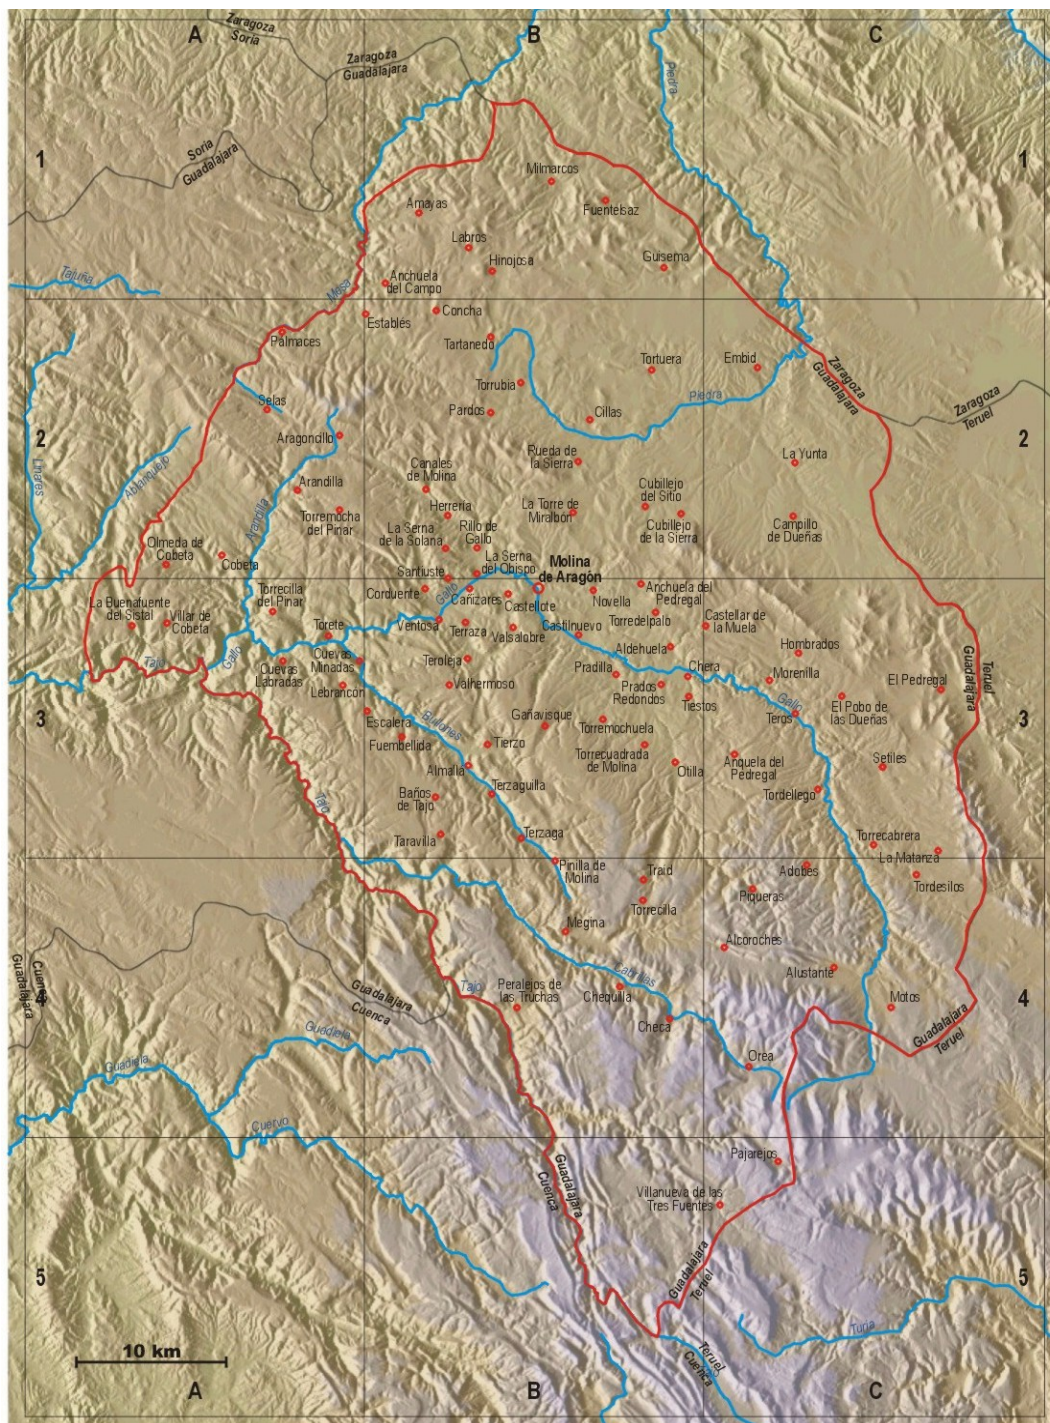 A
B
C
Zaragoza
Soria
Zaragoza
Guadalajara
Piedra
1
Soria
Guadalajara
1
Milmarcos
Amayas
Fuentelsaz
Labros
Hinojosa
Guisema
Tajuña
Mesa
Anchuela
del Campo
Establés
Concha
Palmaces
Tartanedo
Tortuera
Embid
Zaragoza
Guadalajara
Torrubia
Selas
Pardos
Cillas
Piedra
Zaragoza
Teruel
2
Aragoncillo
2
Linares
Ablanquejo
Canales
de Molina
Rueda de
la Sierra
La Yunta
Arandilla
Arandilla
Torremocha
del Pinar
Herrería
La Torre de
Miralbón
Cubillejo
del Sitio
Cubillejo
de la Sierra
Campillo
de Dueñas
La Serna
de la Solana
Rillo de
Gallo
Olmeda de
Cobeta
Cobeta
La Serna
del Obispo
Molina
de Aragón
Santiuste
Corduente
Gallo
Cañizares
Castellote
Novella
Anchuela del
Pedregal
La Buenafuente
del Sistal
Villar de
Cobeta
Torrecilla
del Pinar
Torete
Ventosa
Terraza
Valsalobre
Castilnuevo
Torredelpalo
Castellar de
la Muela
Aldehuela
Hombrados
Tajo
Gallo
Cuevas
Labradas
Cuevas
Minadas
Teroleja
Pradilla
Chera
Morenilla
El Pedregal
Guadalajara
Teruel
Lebrancón
Valhermoso
Prados
Redondos
Tiestos
Gallo
Teros
El Pobo de
las Dueñas
3
Escalera
Bullones
Gañavisque
Torremochuela
3
Fuembellida
Tierzo
Torrecuadrada
de Molina
Otilla
Anquela del
Pedregal
Setiles
Almalla
Tajo
Baños
de Tajo
Terzaguilla
Tordellego
Taravilla
Terzaga
Torrecabrera
La Matanza
Pinilla de
Molina
Traid
Adobes
Tordesilos
Torrecilla
Piqueras
Megina
Alcoroches
Cuenca
Guadalajara
4
Guadalajara
Cuenca
Tajo
Peralejos de
las Truchas
Cabrillas
Chequilla
Alustante
Motos
4
Checa
Guadalajara
Teruel
Guadiela
Guadiela
Orea
Cuervo
Guadalajara
Cuenca
Pajarejos
Villanueva de las
Tres Fuentes
Guadalajara
Teruel
5
5
Turia
10 km
Teruel
Cuenca
A
B
C